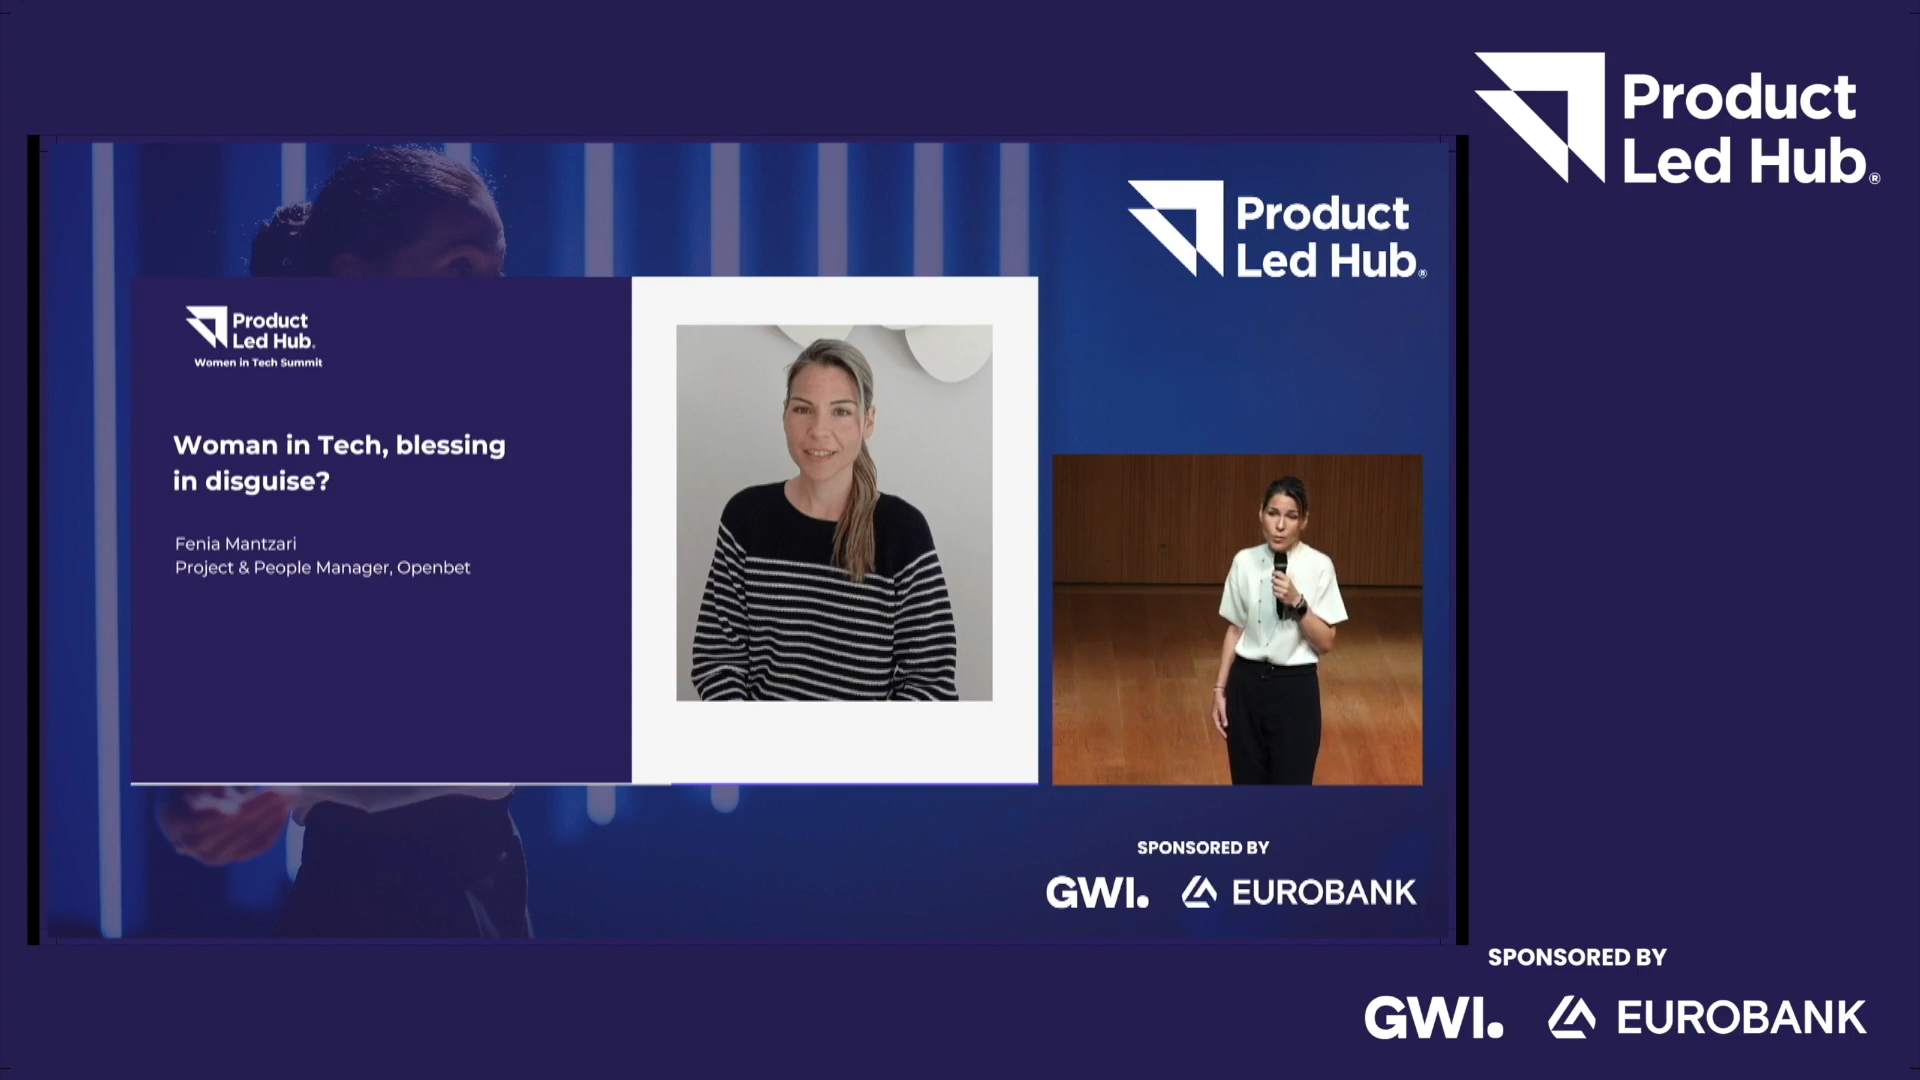 Product
Led Hub®
Product
Led Hub®
Product
Led Hub®
Women in Tech Summit
Woman in Tech, blessing
in disguise?
Fenia Mantzari
Project & People Manager, Openbet
SPONSORED BY
GWI. EUROBANK
SPONSORED BY
GWI. EUROBANK